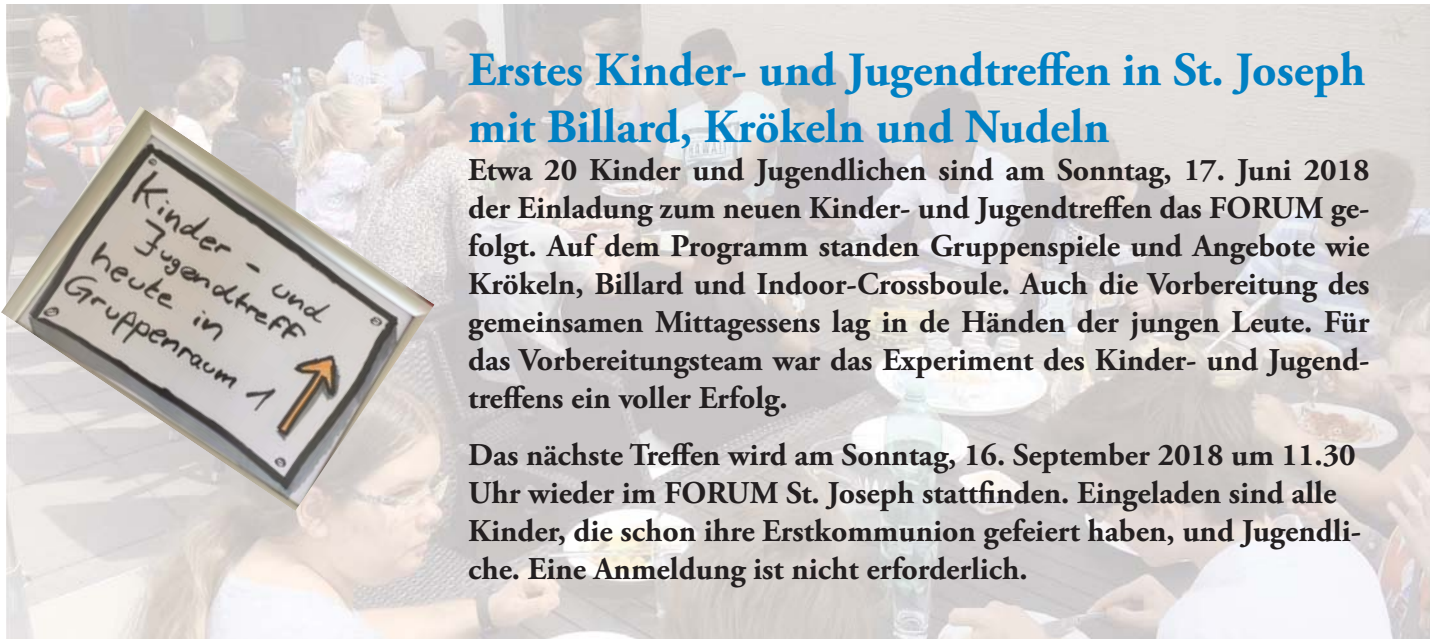 Erstes Kinder- und Jugendtreffen in St. Joseph
mit Billard, Krökeln und Nudeln
Etwa 20 Kinder und Jugendlichen sind am Sonntag, 17. Juni 2018
der Einladung zum neuen Kinder- und Jugendtreffen das FORUM ge-
folgt. Auf dem Programm standen Gruppenspiele und Angebote wie
Krökeln, Billard und Indoor-Crossboule. Auch die Vorbereitung des
gemeinsamen Mittagessens lag in de Händen der jungen Leute. Für
das Vorbereitungsteam war das Experiment des Kinder- und Jugend-
treffens ein voller Erfolg.
Das nächste Treffen wird am Sonntag, 16. September 2018 um 11.30
Uhr wieder im FORUM St. Joseph stattfinden. Eingeladen sind alle
Kinder, die schon ihre Erstkommunion gefeiert haben, und Jugendli-
che. Eine Anmeldung ist nicht erforderlich.
Kinder - und
Jugendtreff
heute in
Gruppenraum 1